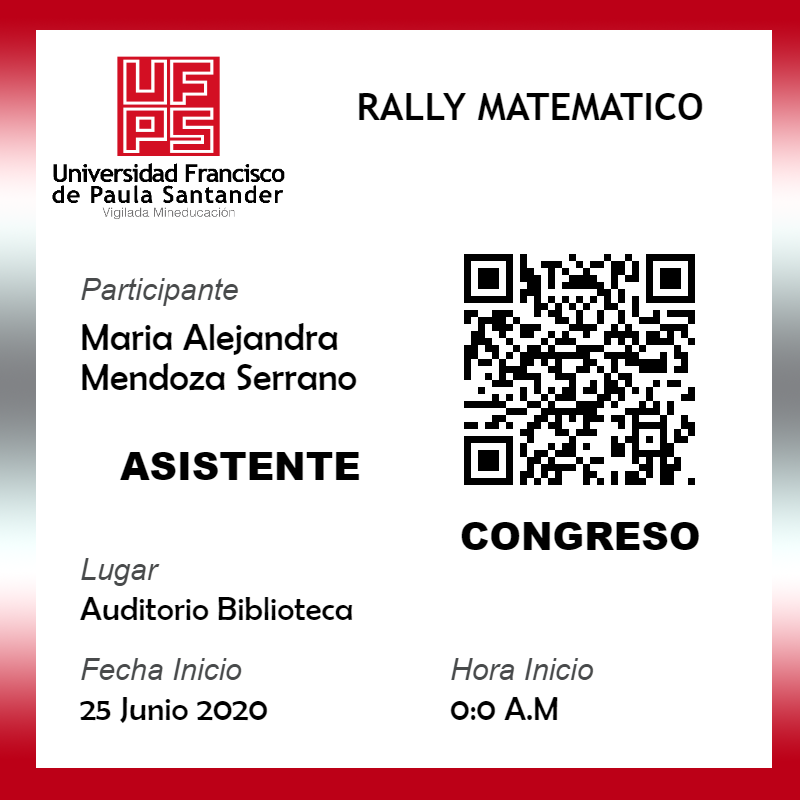 UFPS
Universidad Francisco
de Paula Santander
Vigilada Mineducación
RALLY MATEMATICO
Participante
Maria Alejandra
Mendoza Serrano
ASISTENTE
CONGRESO
Lugar
Auditorio Biblioteca
Fecha Inicio
25 Junio 2020
Hora Inicio
0:0 A.M